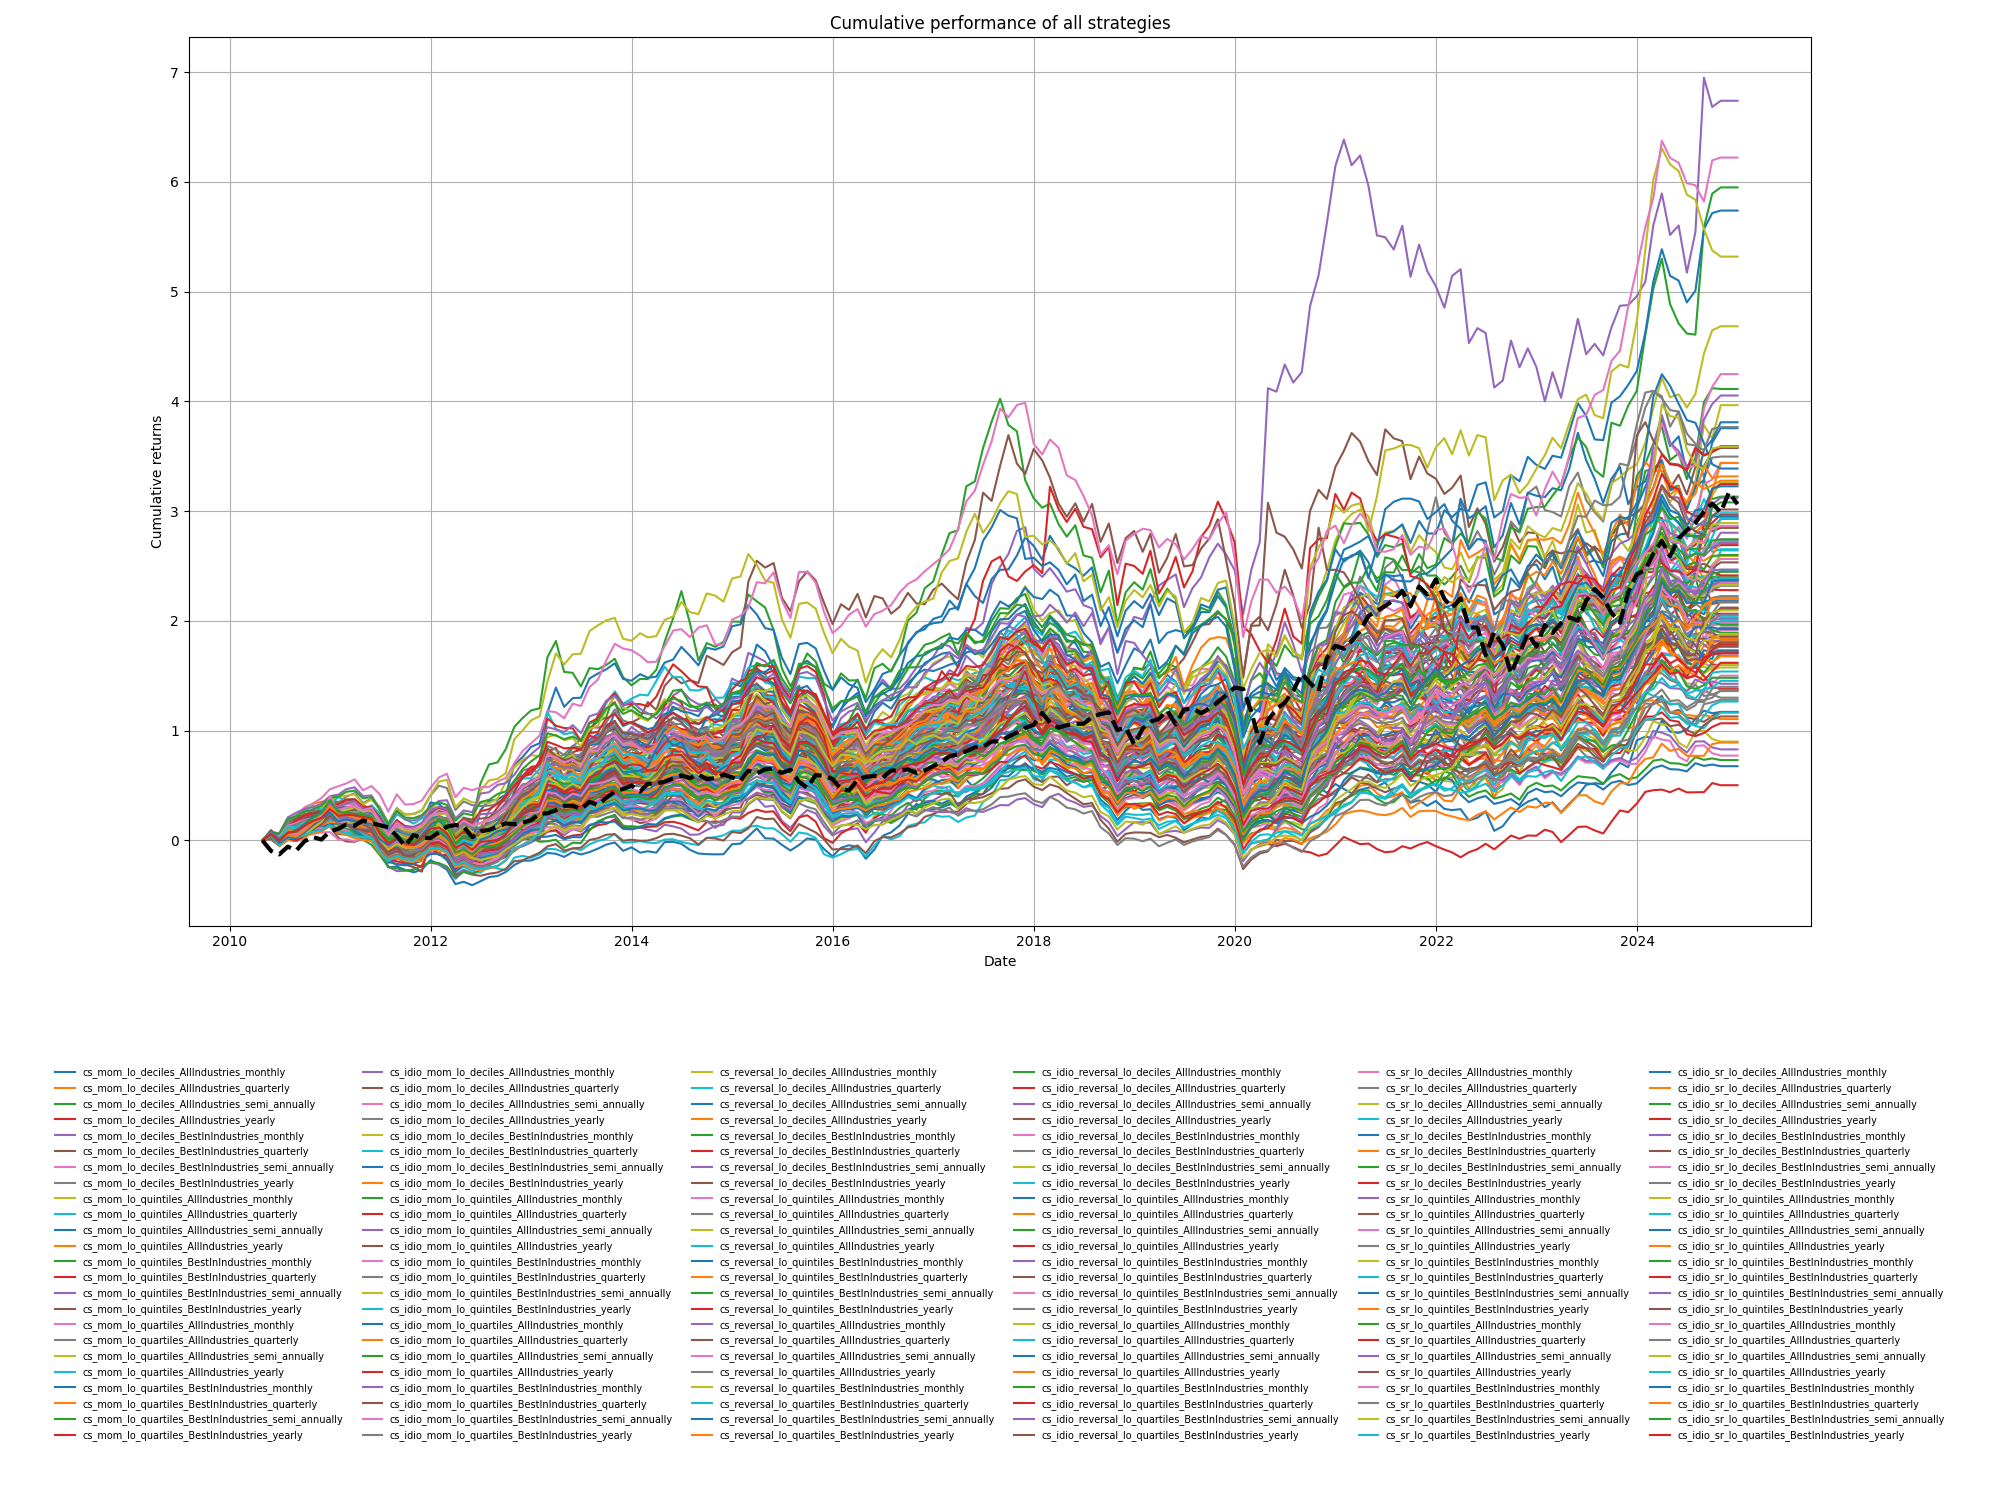 Cumulative performance of all strategies
7
6
5
4
3
2
1
0
Cumulative returns
2010 2012 2014 2016 2018 2020 2022 2024
Date
cs_mom_lo_deciles_AllIndustries_monthly
cs_mom_lo_deciles_AllIndustries_quarterly
cs_mom_lo_deciles_AllIndustries_semi_annually
cs_mom_lo_deciles_AllIndustries_yearly
cs_mom_lo_deciles_BestInIndustries_monthly
cs_mom_lo_deciles_BestInIndustries_quarterly
cs_mom_lo_deciles_BestInIndustries_semi_annually
cs_mom_lo_deciles_BestInIndustries_yearly
cs_mom_lo_quintiles_AllIndustries_monthly
cs_mom_lo_quintiles_AllIndustries_quarterly
cs_mom_lo_quintiles_AllIndustries_semi_annually
cs_mom_lo_quintiles_AllIndustries_yearly
cs_mom_lo_quintiles_BestInIndustries_monthly
cs_mom_lo_quintiles_BestInIndustries_quarterly
cs_mom_lo_quintiles_BestInIndustries_semi_annually
cs_mom_lo_quintiles_BestInIndustries_yearly
cs_mom_lo_quartiles_AllIndustries_monthly
cs_mom_lo_quartiles_AllIndustries_quarterly
cs_mom_lo_quartiles_AllIndustries_semi_annually
cs_mom_lo_quartiles_AllIndustries_yearly
cs_mom_lo_quartiles_BestInIndustries_monthly
cs_mom_lo_quartiles_BestInIndustries_quarterly
cs_mom_lo_quartiles_BestInIndustries_semi_annually
cs_mom_lo_quartiles_BestInIndustries_yearly
cs_idio_mom_lo_deciles_AllIndustries_monthly
cs_idio_mom_lo_deciles_AllIndustries_quarterly
cs_idio_mom_lo_deciles_AllIndustries_semi_annually
cs_idio_mom_lo_deciles_AllIndustries_yearly
cs_idio_mom_lo_deciles_BestInIndustries_monthly
cs_idio_mom_lo_deciles_BestInIndustries_quarterly
cs_idio_mom_lo_deciles_BestInIndustries_semi_annually
cs_idio_mom_lo_deciles_BestInIndustries_yearly
cs_idio_mom_lo_quintiles_AllIndustries_monthly
cs_idio_mom_lo_quintiles_AllIndustries_quarterly
cs_idio_mom_lo_quintiles_AllIndustries_semi_annually
cs_idio_mom_lo_quintiles_AllIndustries_yearly
cs_idio_mom_lo_quintiles_BestInIndustries_monthly
cs_idio_mom_lo_quintiles_BestInIndustries_quarterly
cs_idio_mom_lo_quintiles_BestInIndustries_semi_annually
cs_idio_mom_lo_quintiles_BestInIndustries_yearly
cs_idio_mom_lo_quartiles_AllIndustries_monthly
cs_idio_mom_lo_quartiles_AllIndustries_quarterly
cs_idio_mom_lo_quartiles_AllIndustries_semi_annually
cs_idio_mom_lo_quartiles_AllIndustries_yearly
cs_idio_mom_lo_quartiles_BestInIndustries_monthly
cs_idio_mom_lo_quartiles_BestInIndustries_quarterly
cs_idio_mom_lo_quartiles_BestInIndustries_semi_annually
cs_idio_mom_lo_quartiles_BestInIndustries_yearly
cs_reversal_lo_deciles_AllIndustries_monthly
cs_reversal_lo_deciles_AllIndustries_quarterly
cs_reversal_lo_deciles_AllIndustries_semi_annually
cs_reversal_lo_deciles_AllIndustries_yearly
cs_reversal_lo_deciles_BestInIndustries_monthly
cs_reversal_lo_deciles_BestInIndustries_quarterly
cs_reversal_lo_deciles_BestInIndustries_semi_annually
cs_reversal_lo_deciles_BestInIndustries_yearly
cs_reversal_lo_quintiles_AllIndustries_monthly
cs_reversal_lo_quintiles_AllIndustries_quarterly
cs_reversal_lo_quintiles_AllIndustries_semi_annually
cs_reversal_lo_quintiles_AllIndustries_yearly
cs_reversal_lo_quintiles_BestInIndustries_monthly
cs_reversal_lo_quintiles_BestInIndustries_quarterly
cs_reversal_lo_quintiles_BestInIndustries_semi_annually
cs_reversal_lo_quintiles_BestInIndustries_yearly
cs_reversal_lo_quartiles_AllIndustries_monthly
cs_reversal_lo_quartiles_AllIndustries_quarterly
cs_reversal_lo_quartiles_AllIndustries_semi_annually
cs_reversal_lo_quartiles_AllIndustries_yearly
cs_reversal_lo_quartiles_BestInIndustries_monthly
cs_reversal_lo_quartiles_BestInIndustries_quarterly
cs_reversal_lo_quartiles_BestInIndustries_semi_annually
cs_reversal_lo_quartiles_BestInIndustries_yearly
cs_idio_reversal_lo_deciles_AllIndustries_monthly
cs_idio_reversal_lo_deciles_AllIndustries_quarterly
cs_idio_reversal_lo_deciles_AllIndustries_semi_annually
cs_idio_reversal_lo_deciles_AllIndustries_yearly
cs_idio_reversal_lo_deciles_BestInIndustries_monthly
cs_idio_reversal_lo_deciles_BestInIndustries_quarterly
cs_idio_reversal_lo_deciles_BestInIndustries_semi_annually
cs_idio_reversal_lo_deciles_BestInIndustries_yearly
cs_idio_reversal_lo_quintiles_AllIndustries_monthly
cs_idio_reversal_lo_quintiles_AllIndustries_quarterly
cs_idio_reversal_lo_quintiles_AllIndustries_semi_annually
cs_idio_reversal_lo_quintiles_AllIndustries_yearly
cs_idio_reversal_lo_quintiles_BestInIndustries_monthly
cs_idio_reversal_lo_quintiles_BestInIndustries_quarterly
cs_idio_reversal_lo_quintiles_BestInIndustries_semi_annually
cs_idio_reversal_lo_quintiles_BestInIndustries_yearly
cs_idio_reversal_lo_quartiles_AllIndustries_monthly
cs_idio_reversal_lo_quartiles_AllIndustries_quarterly
cs_idio_reversal_lo_quartiles_AllIndustries_semi_annually
cs_idio_reversal_lo_quartiles_AllIndustries_yearly
cs_idio_reversal_lo_quartiles_BestInIndustries_monthly
cs_idio_reversal_lo_quartiles_BestInIndustries_quarterly
cs_idio_reversal_lo_quartiles_BestInIndustries_semi_annually
cs_idio_reversal_lo_quartiles_BestInIndustries_yearly
cs_sr_lo_deciles_AllIndustries_monthly
cs_sr_lo_deciles_AllIndustries_quarterly
cs_sr_lo_deciles_AllIndustries_semi_annually
cs_sr_lo_deciles_AllIndustries_yearly
cs_sr_lo_deciles_BestInIndustries_monthly
cs_sr_lo_deciles_BestInIndustries_quarterly
cs_sr_lo_deciles_BestInIndustries_semi_annually
cs_sr_lo_deciles_BestInIndustries_yearly
cs_sr_lo_quintiles_AllIndustries_monthly
cs_sr_lo_quintiles_AllIndustries_quarterly
cs_sr_lo_quintiles_AllIndustries_semi_annually
cs_sr_lo_quintiles_AllIndustries_yearly
cs_sr_lo_quintiles_BestInIndustries_monthly
cs_sr_lo_quintiles_BestInIndustries_quarterly
cs_sr_lo_quintiles_BestInIndustries_semi_annually
cs_sr_lo_quintiles_BestInIndustries_yearly
cs_sr_lo_quartiles_AllIndustries_monthly
cs_sr_lo_quartiles_AllIndustries_quarterly
cs_sr_lo_quartiles_AllIndustries_semi_annually
cs_sr_lo_quartiles_AllIndustries_yearly
cs_sr_lo_quartiles_BestInIndustries_monthly
cs_sr_lo_quartiles_BestInIndustries_quarterly
cs_sr_lo_quartiles_BestInIndustries_semi_annually
cs_sr_lo_quartiles_BestInIndustries_yearly
cs_idio_sr_lo_deciles_AllIndustries_monthly
cs_idio_sr_lo_deciles_AllIndustries_quarterly
cs_idio_sr_lo_deciles_AllIndustries_semi_annually
cs_idio_sr_lo_deciles_AllIndustries_yearly
cs_idio_sr_lo_deciles_BestInIndustries_monthly
cs_idio_sr_lo_deciles_BestInIndustries_quarterly
cs_idio_sr_lo_deciles_BestInIndustries_semi_annually
cs_idio_sr_lo_deciles_BestInIndustries_yearly
cs_idio_sr_lo_quintiles_AllIndustries_monthly
cs_idio_sr_lo_quintiles_AllIndustries_quarterly
cs_idio_sr_lo_quintiles_AllIndustries_semi_annually
cs_idio_sr_lo_quintiles_AllIndustries_yearly
cs_idio_sr_lo_quintiles_BestInIndustries_monthly
cs_idio_sr_lo_quintiles_BestInIndustries_quarterly
cs_idio_sr_lo_quintiles_BestInIndustries_semi_annually
cs_idio_sr_lo_quintiles_BestInIndustries_yearly
cs_idio_sr_lo_quartiles_AllIndustries_monthly
cs_idio_sr_lo_quartiles_AllIndustries_quarterly
cs_idio_sr_lo_quartiles_AllIndustries_semi_annually
cs_idio_sr_lo_quartiles_AllIndustries_yearly
cs_idio_sr_lo_quartiles_BestInIndustries_monthly
cs_idio_sr_lo_quartiles_BestInIndustries_quarterly
cs_idio_sr_lo_quartiles_BestInIndustries_semi_annually
cs_idio_sr_lo_quartiles_BestInIndustries_yearly